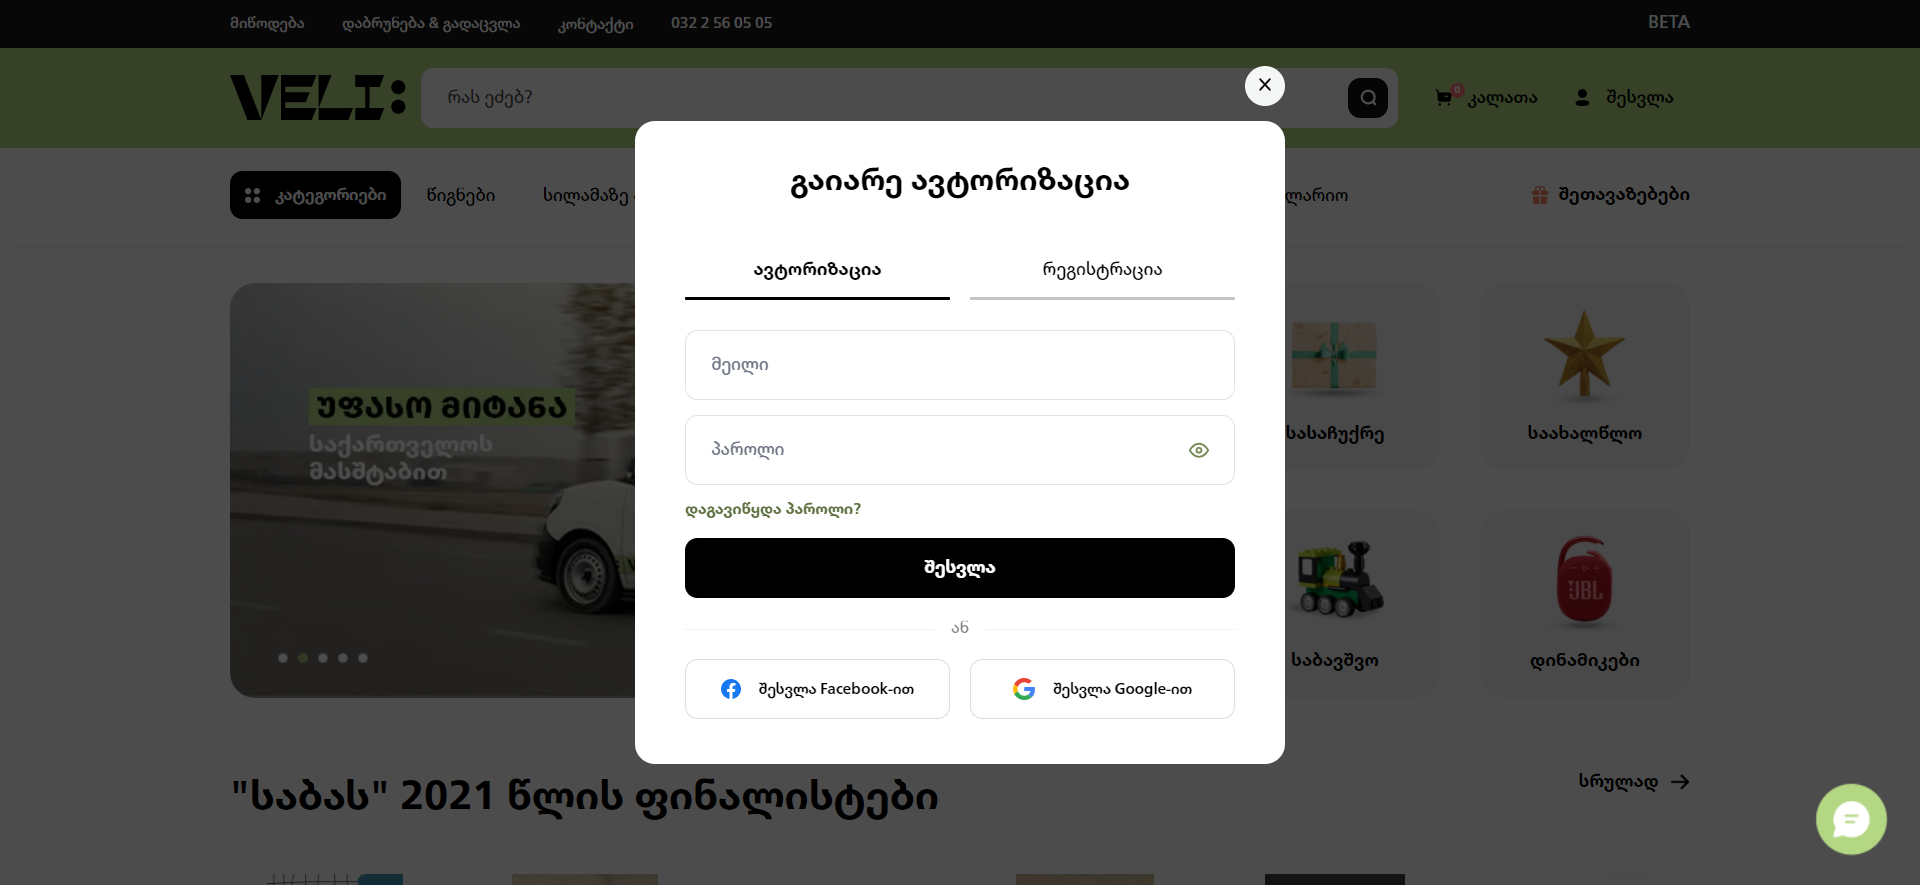 მიწოდება
დაბრუნება & გადაცვლა
კონტაქტი
032 2 56 05 05
BETA
VELI:
რას ეძებ?
0
კალათა
შესვლა
კატეგორიები
წიგნები
სილამაზე
ლარიო
შეთავაზებები
გაიარე ავტორიზაცია
ავტორიზაცია
რეგისტრაცია
მეილი
პაროლი
დაგავიწყდა პაროლი?
შესვლა
ან
შესვლა Facebook-ით
შესვლა Google-ით
უფასო მიტანა
საქართველოს
მასშტაბით
სასაჩუქრე
საახალწლო
JBL
საბავშვო
დინამიკები
"საბას" 2021 წლის ფინალისტები
სრულად